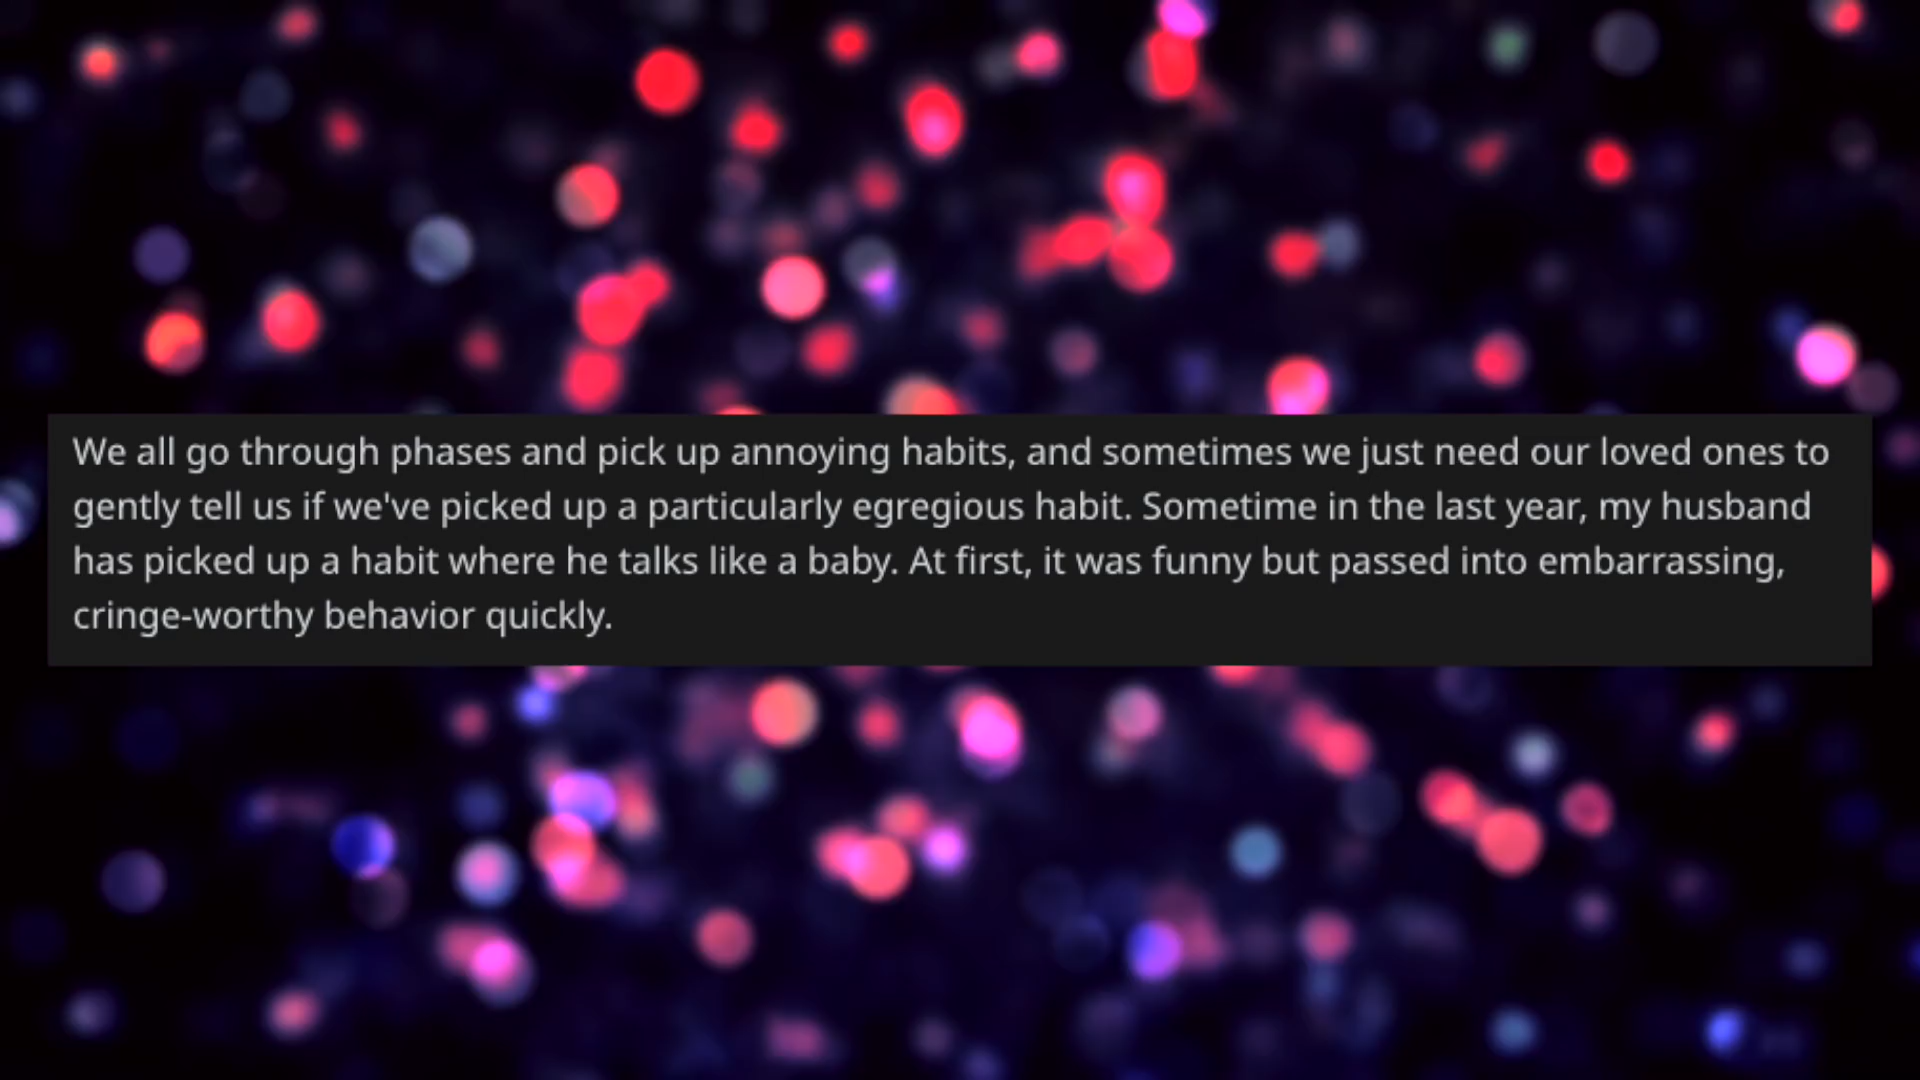 We all go through phases and pick up annoying habits, and sometimes we just need our loved ones to
gently tell us if we've picked up a particularly egregious habit. Sometime in the last year, my husband
has picked up a habit where he talks like a baby. At first, it was funny but passed into embarrassing,
cringe-worthy behavior quickly.